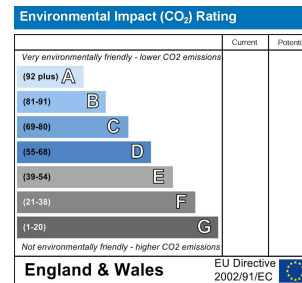 Environmental Impact (CO₂) Rating
Current Potenti
Very environmentally friendly - lower CO2 emissions
(92 plus) A
(81-91) B
(69-80) C
(55-68) D
(39-54) E
(21-38) F
(1-20) G
Not environmentally friendly - higher CO2 emissions
England & Wales
EU Directive
2002/91/EC